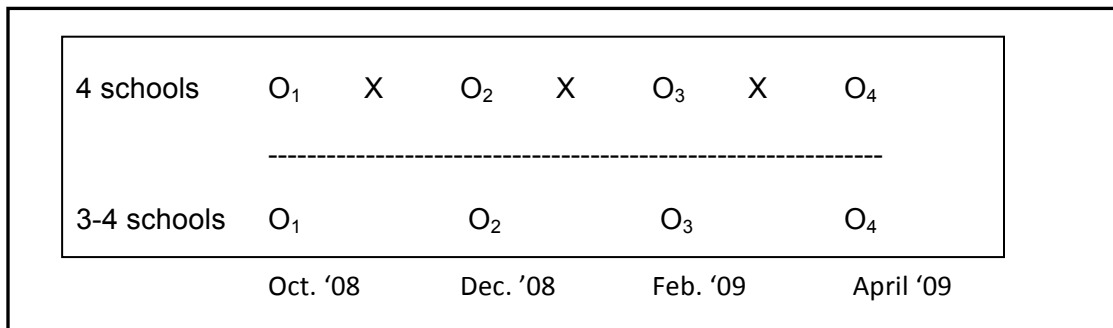 4 schools O₁ X O₂ X O₃ X O₄
----------------------------------------------------------------
3-4 schools O₁ O₂ O₃ O₄
Oct. ‘08 Dec. ’08 Feb. ‘09 April ‘09